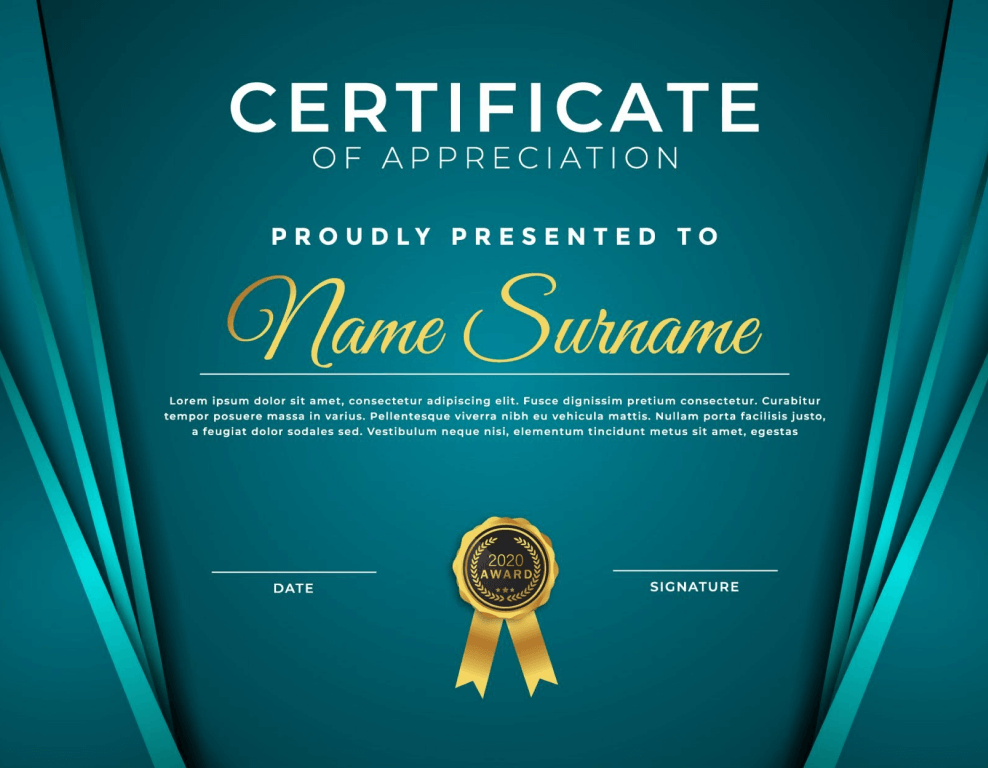 CERTIFICATE
OF APPRECIATION
PROUDLY PRESENTED TO
Name Surname
Lorem ipsum dolor sit amet, consectetur adipiscing elit. Fusce dignissim pretium consectetur. Curabitur
tempor posuere massa in varius. Pellentesque viverra nibh eu vehicula mattis. Nullam porta facilisis justo,
a feugiat dolor sodales sed. Vestibulum neque nisi, elementum tincidunt metus sit amet, egestas
2020
AWARD
DATE
SIGNATURE